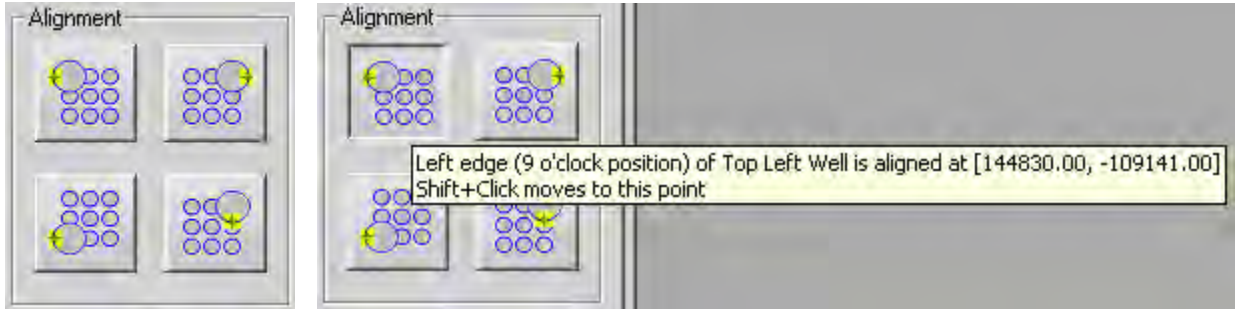 Alignment
Alignment
Left edge (9 o'clock position) of Top Left Well is aligned at [144830.00, -109141.00]
Shift+Click moves to this point